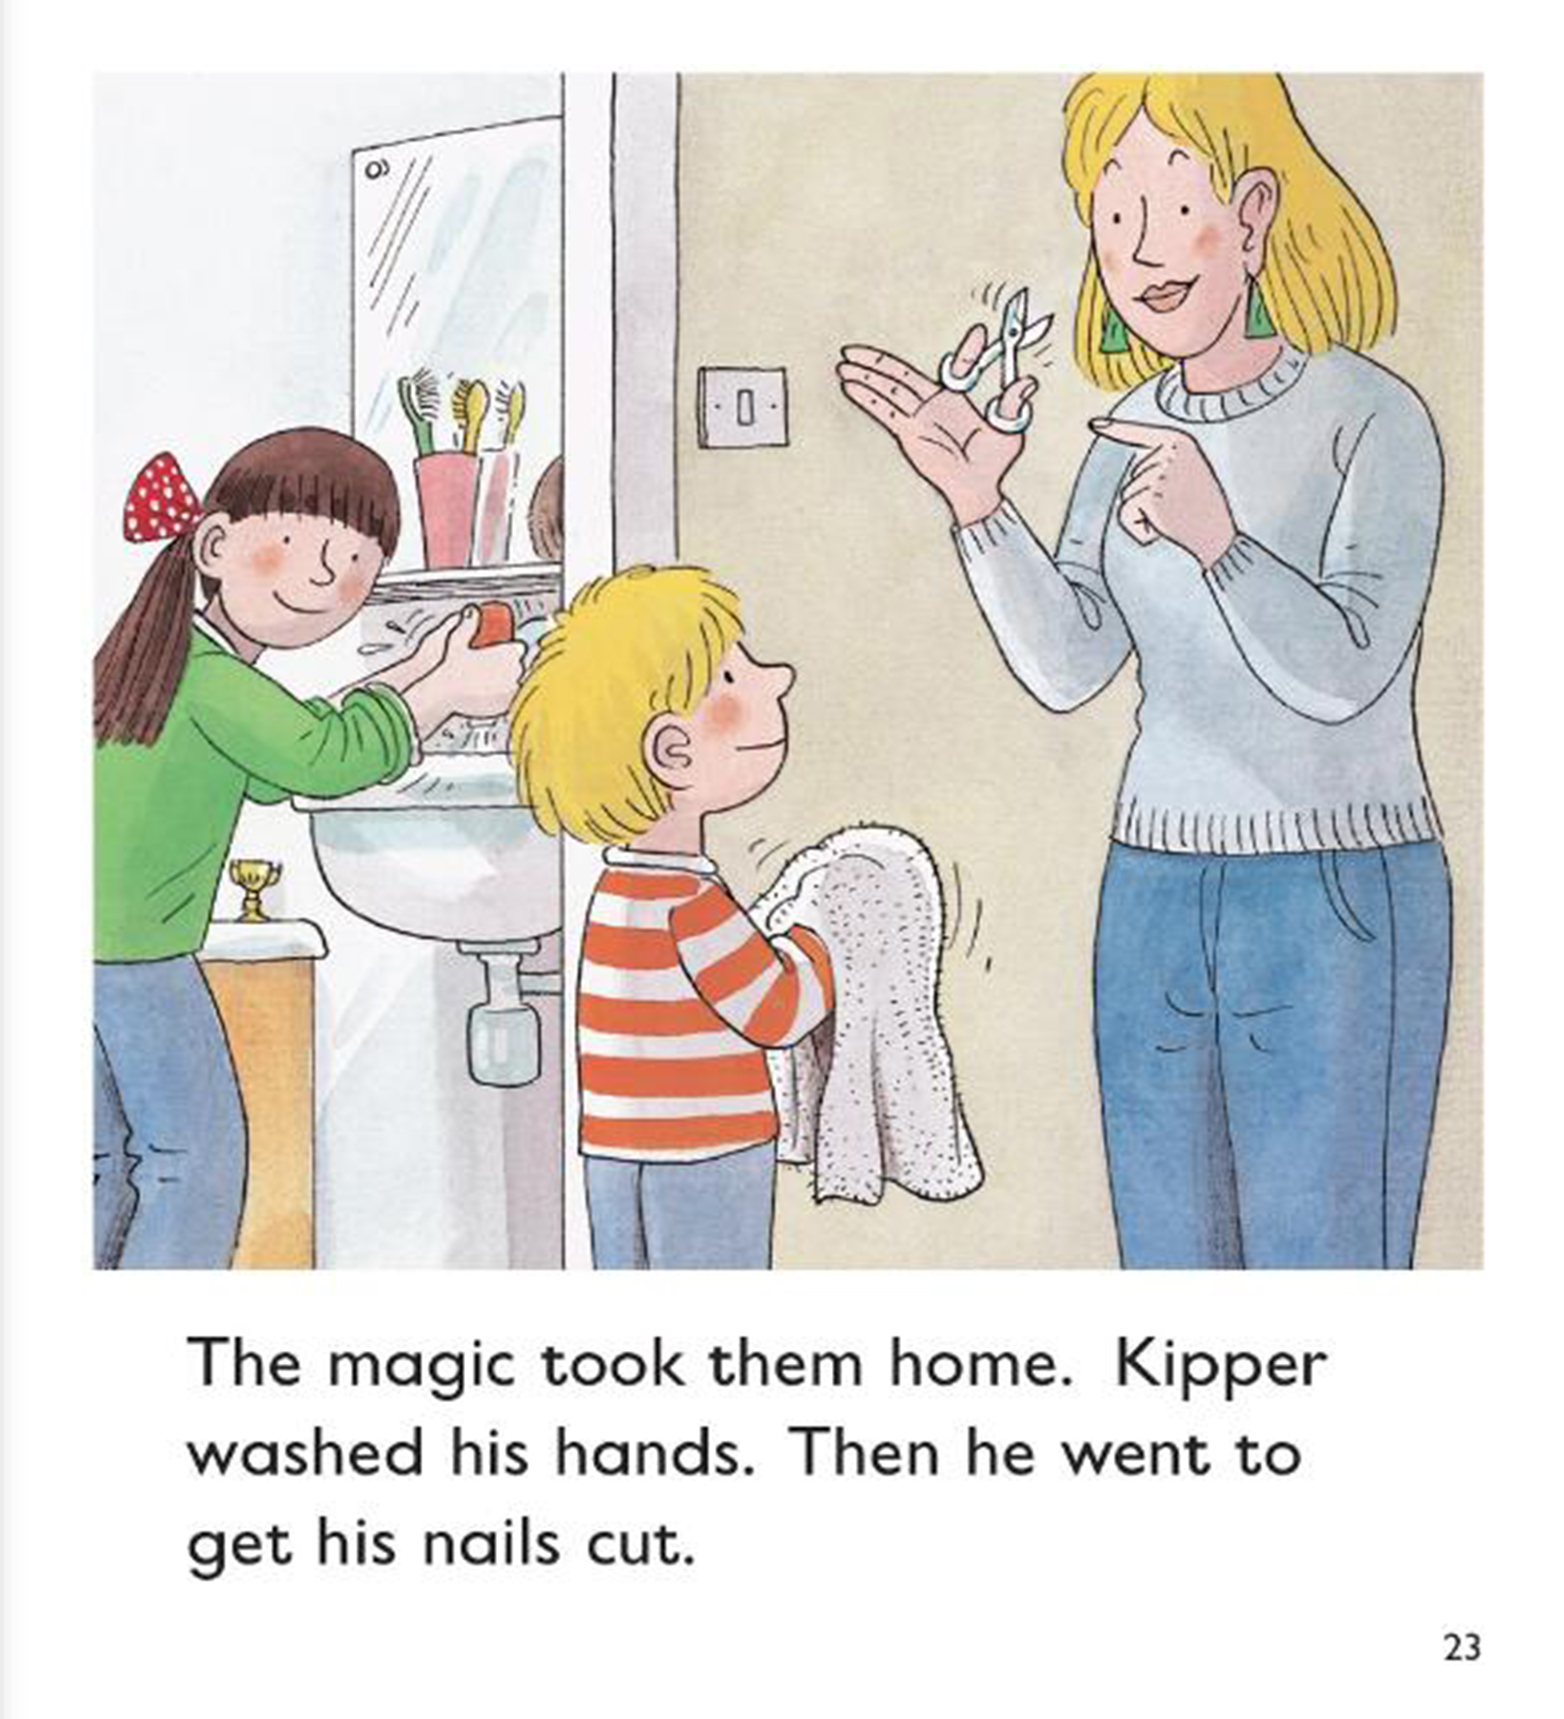 The magic took them home. Kipper
washed his hands. Then he went to
get his nails cut.
23